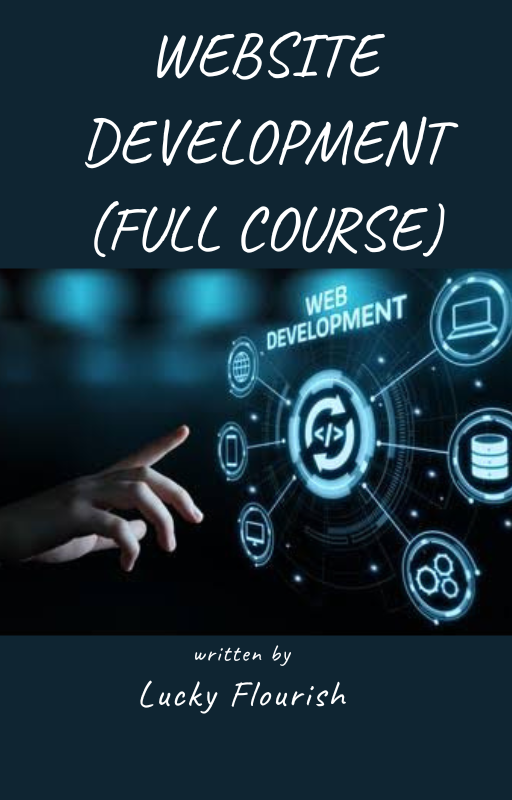 WEBSITE
DEVELOPMENT
(FULL COURSE)
WEB
DEVELOPMENT
</>
written by
Lucky Flourish